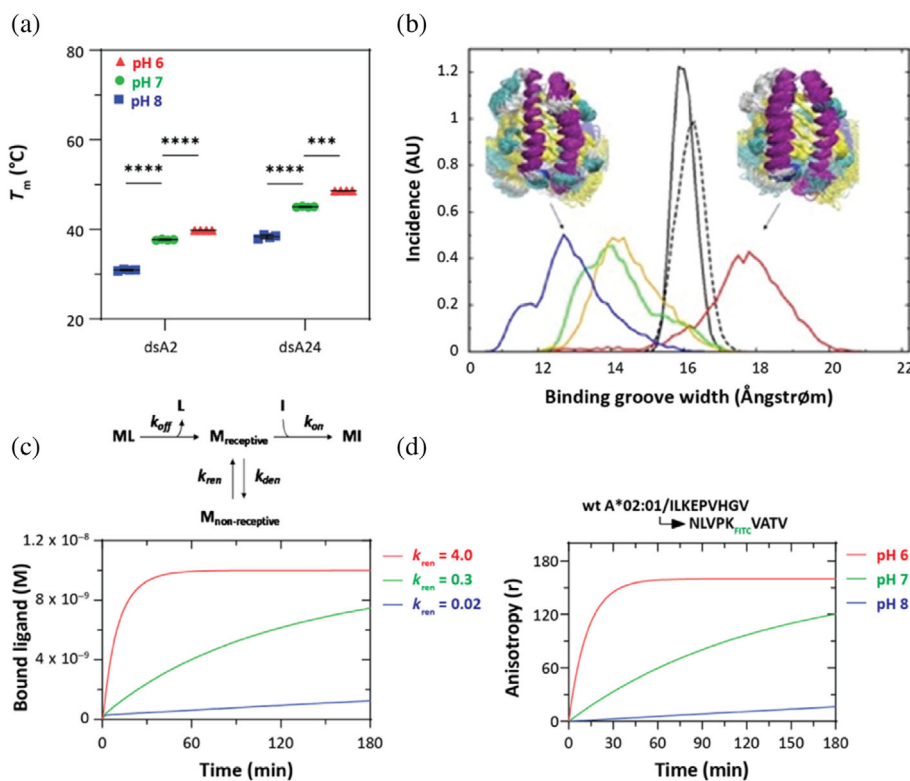 (a)
80
60
40
20
Tm (°C)
pH 6
pH 7
pH 8
****
****
****
***
dsA2
dsA24
(b)
1.2
1.0
0.8
0.6
0.4
0.2
0
Incidence (AU)
10
12
14
16
18
20
22
Binding groove width (Ångstrøm)
(c)
L
I
ML
koff
Mreceptive
kon
MI
kren
kden
Mnon-receptive
1.2 x 10⁻⁸
8 x 10⁻⁹
4 x 10⁻⁹
0
Bound ligand (M)
0
60
120
180
Time (min)
kren = 4.0
kren = 0.3
kren = 0.02
(d)
wt A*02:01/ILKEPVHGV
NLVPKFITCVATV
180
120
60
0
Anisotropy (r)
0
30
60
90
120
150
180
Time (min)
pH 6
pH 7
pH 8